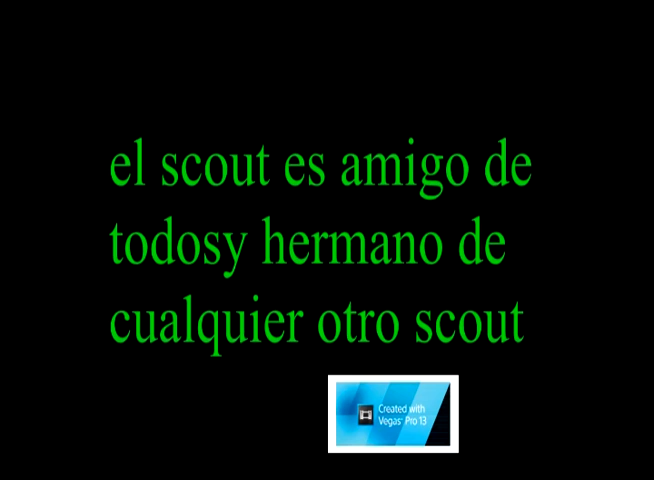 el scout es amigo de
todosy hermano de
cualquier otro scout
Created with
Vegas® Pro 13